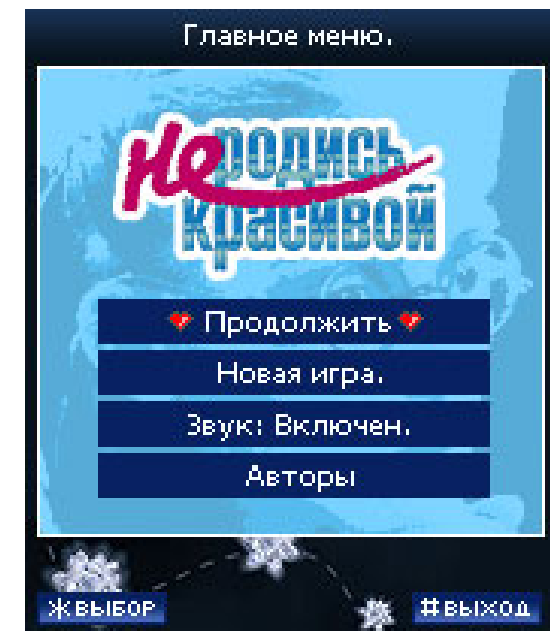 Главное меню.
Не родись
красивой
Продолжить
Новая игра.
Звук: Включен.
Авторы
Ж ВЫБОР
# ВЫХОД